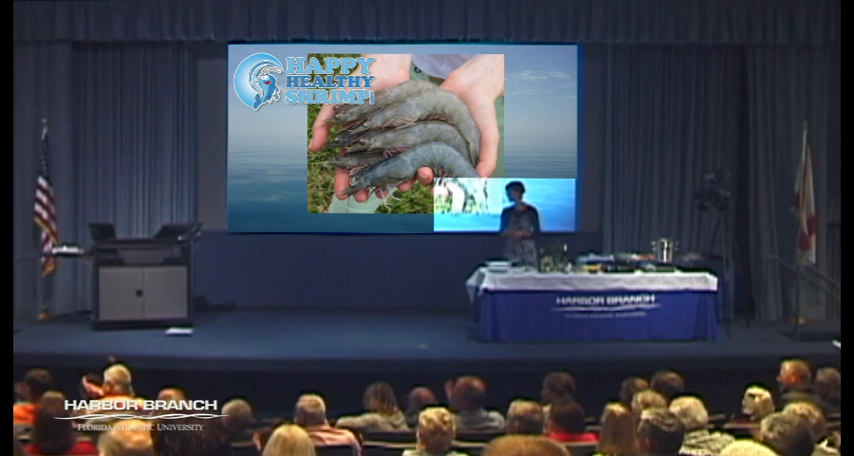 HAPPY
HEALTHY
SHRIMP
HARBOR BRANCH
HARBOR BRANCH
FLORIDA ATLANTIC UNIVERSITY